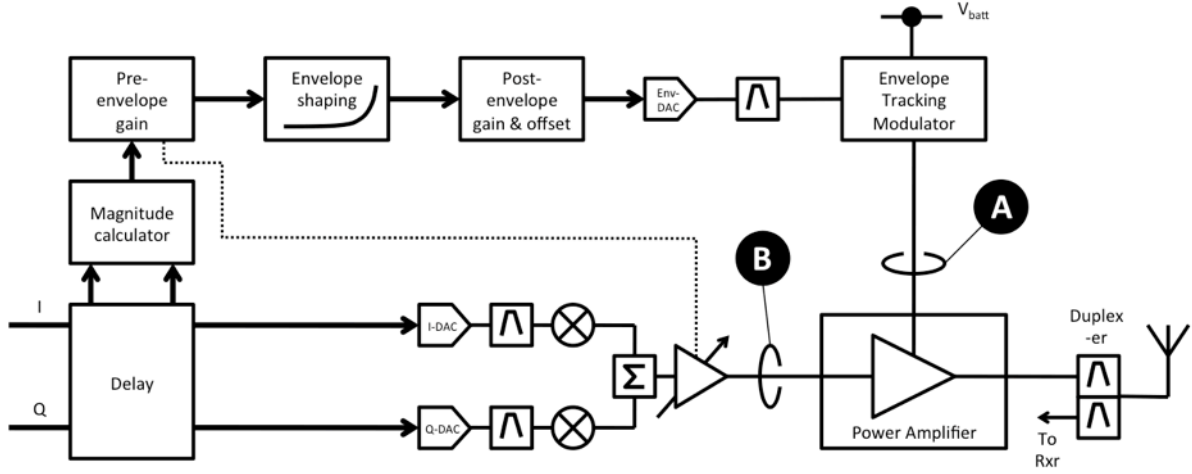 V batt
Pre-
envelope
gain
Envelope
shaping
Post-
envelope
gain & offset
Env-
DAC
Envelope
Tracking
Modulator
Magnitude
calculator
A
B
I
Delay
I-DAC
Q
Q-DAC
Σ
Power Amplifier
Duplex
-er
To
Rxr